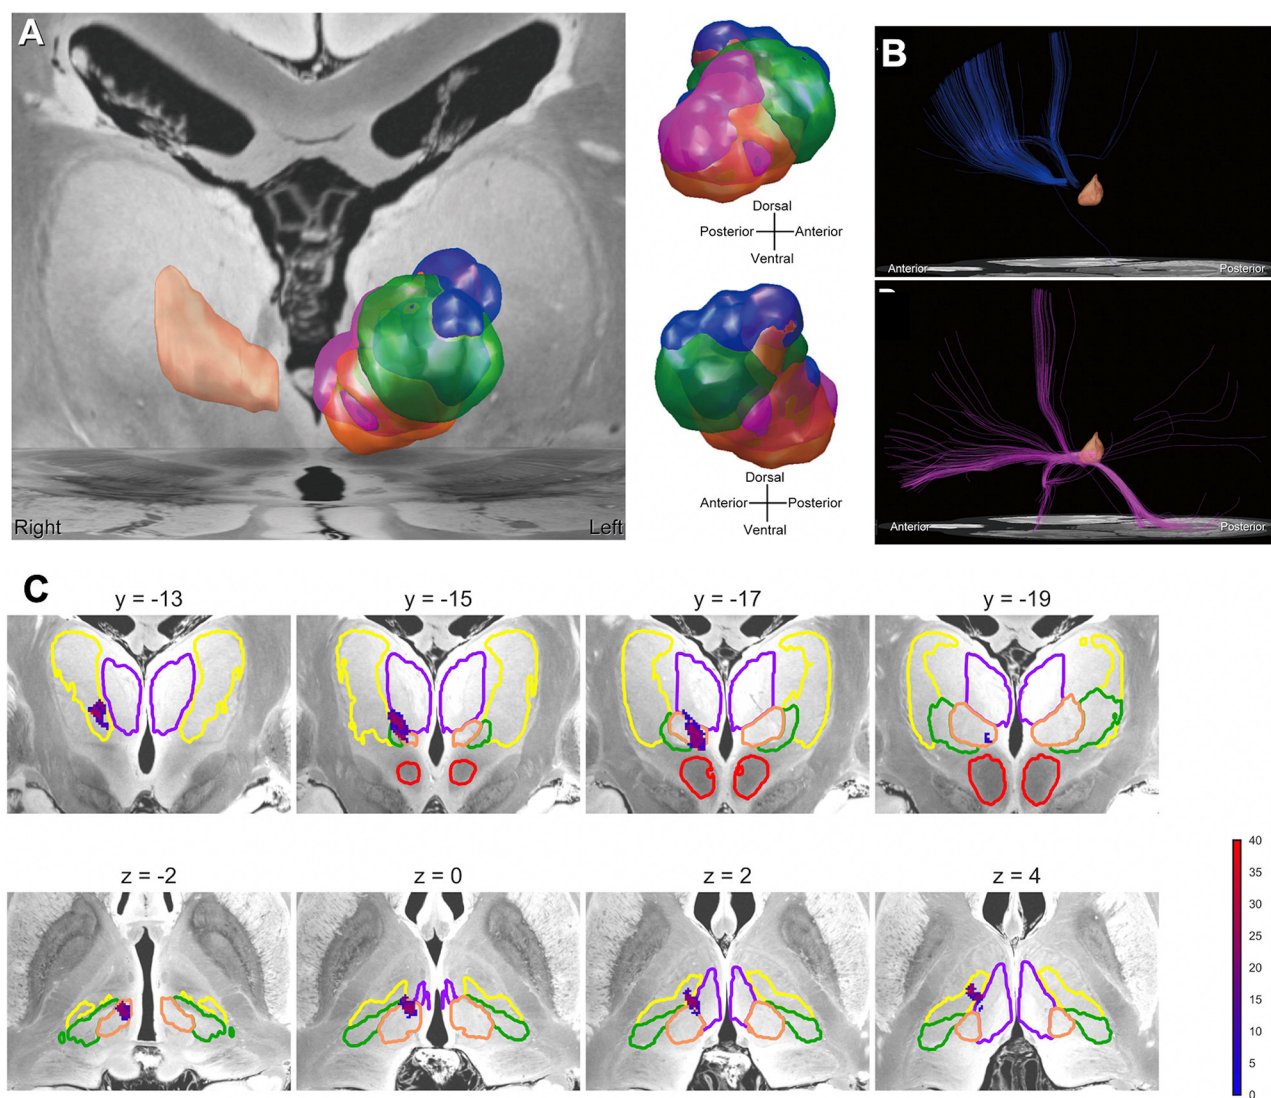 A
Right
Left
Dorsal
Posterior
Anterior
Ventral
Dorsal
Anterior
Posterior
Ventral
B
Anterior
Posterior
Anterior
Posterior
C
y = -13
y = -15
y = -17
y = -19
z = -2
z = 0
z = 2
z = 4
40
35
30
25
20
15
10
5
0